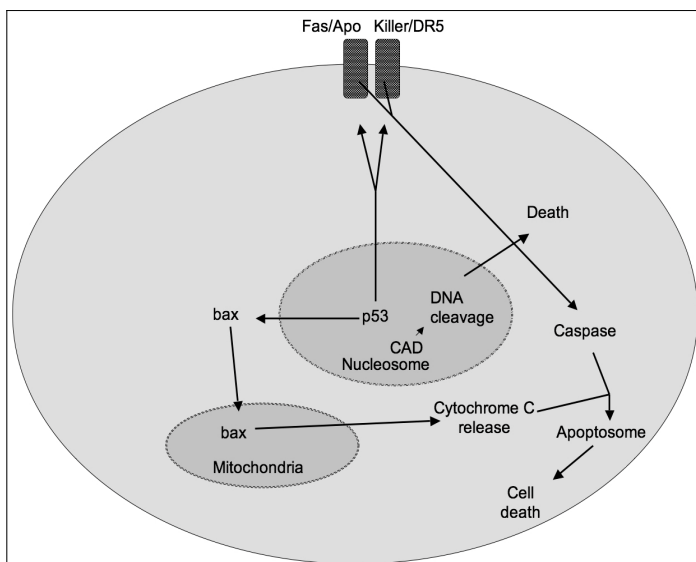 Fas/Apo Killer/DR5
Death
DNA
cleavage
p53
bax
CAD
Nucleosome
Caspase
Cytochrome C
release
bax
Apoptosome
Mitochondria
Cell
death